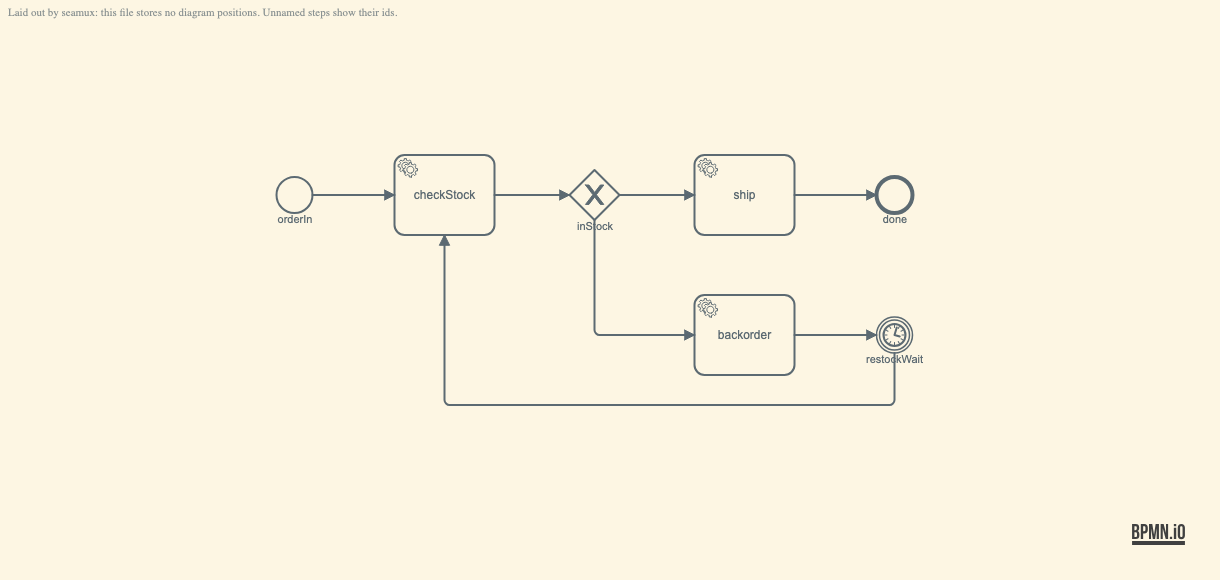 Laid out by seamux: this file stores no diagram positions. Unnamed steps show their ids.
orderIn
checkStock
inStock
ship
done
backorder
restockWait
BPMN.iO